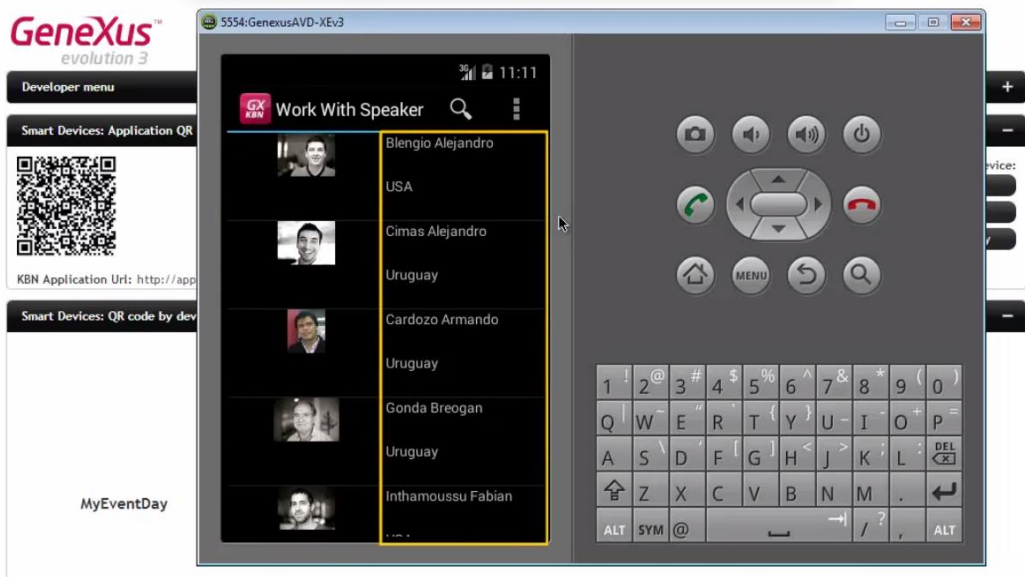 GeneXus™
evolution 3
Developer menu
Smart Devices: Application QR
KBN Application Url: http://app
Smart Devices: QR code by dev
MyEventDay
5554:GenexusAVD-XEv3
3G 11:11
GX KBN Work With Speaker
Blengio Alejandro
USA
Cimas Alejandro
Uruguay
Cardozo Armando
Uruguay
Gonda Breogan
Uruguay
Inthamoussu Fabian
MENU
1 ! 2 @ 3 # 4 $ 5 % 6 ^ 7 & 8 * 9 ( 0 )
Q | W ~ E " R ` T { Y } U - I - O + P =
A S \ D ' F [ G ] H < J > K ; L : DEL
Z X C V B N M .
ALT SYM @ / ? , ALT
evice:
y